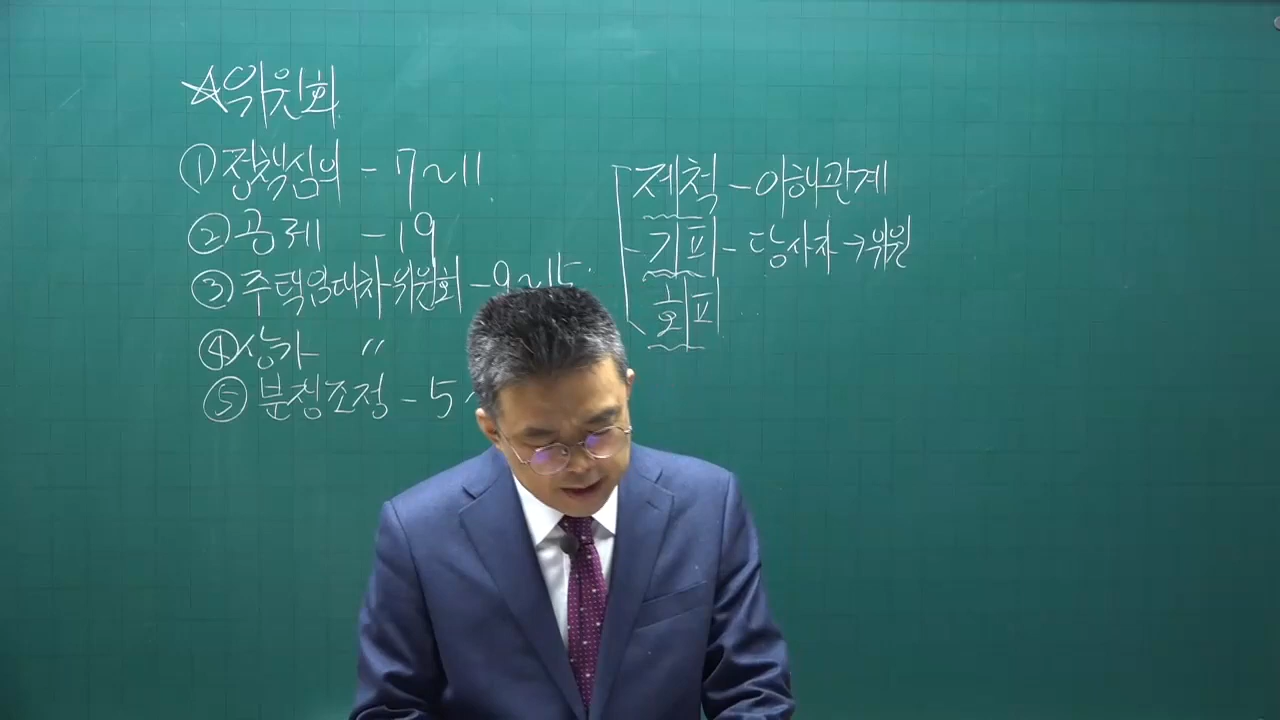 ☆위원회
① 정책심의 - 7~11
② 공제 - 19
③ 주택임대차위원회 - 9~15
④ 상가 〃
⑤ 분쟁조정 - 5~
제척 - 이해관계
기피 - 당사자→위원
회피